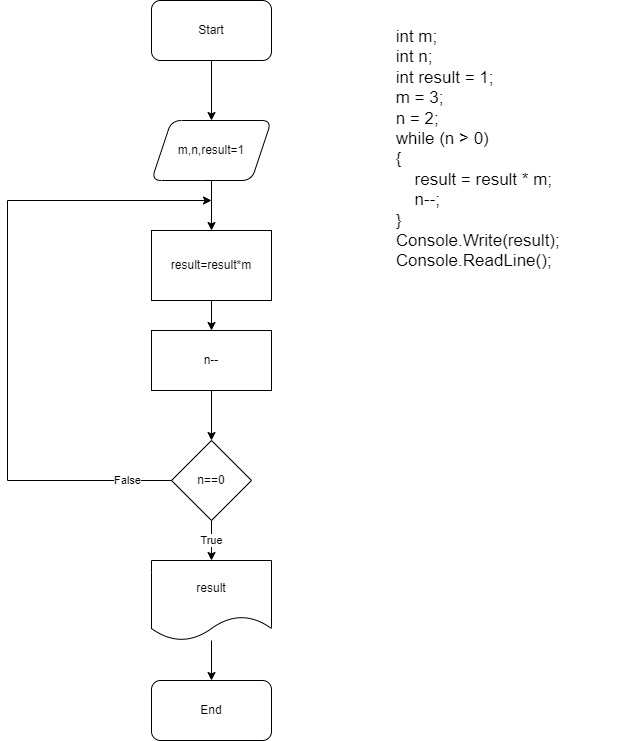 Start
m,n,result=1
result=result*m
n--
n==0
False
True
result
End
int m;
int n;
int result = 1;
m = 3;
n = 2;
while (n > 0)
{
result = result * m;
n--;
}
Console.Write(result);
Console.ReadLine();